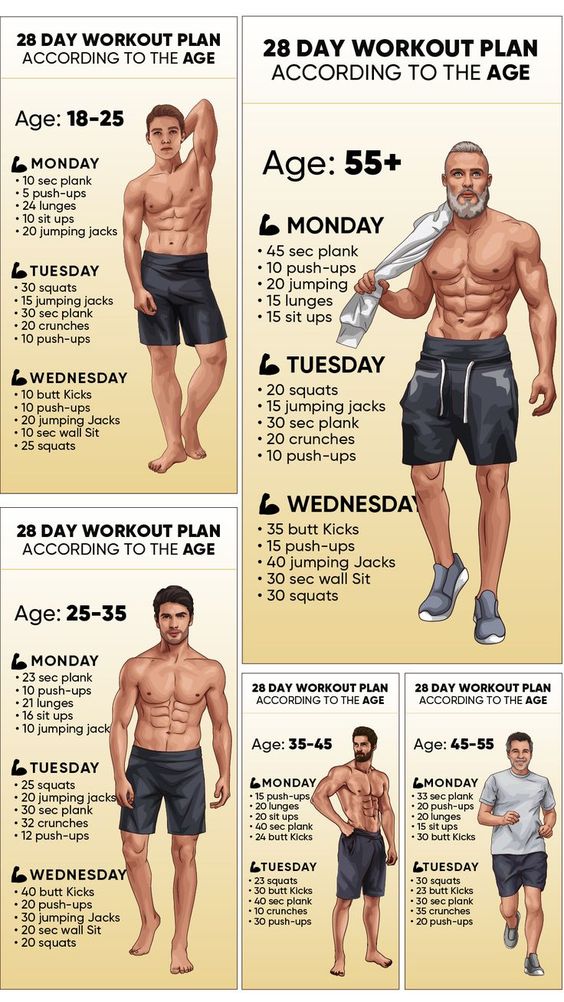 28 DAY WORKOUT PLAN
ACCORDING TO THE AGE
Age: 18-25
MONDAY
• 10 sec plank
• 5 push-ups
• 24 lunges
• 10 sit ups
• 20 jumping jacks
TUESDAY
• 30 squats
• 15 jumping jacks
• 30 sec plank
• 20 crunches
• 10 push-ups
WEDNESDAY
• 10 butt Kicks
• 10 push-ups
• 20 jumping Jacks
• 10 sec wall Sit
• 25 squats
28 DAY WORKOUT PLAN
ACCORDING TO THE AGE
Age: 55+
MONDAY
• 45 sec plank
• 10 push-ups
• 20 jumping
• 15 lunges
• 15 sit ups
TUESDAY
• 20 squats
• 15 jumping jacks
• 30 sec plank
• 20 crunches
• 10 push-ups
WEDNESDAY
• 35 butt Kicks
• 15 push-ups
• 40 jumping Jacks
• 30 sec wall Sit
• 30 squats
28 DAY WORKOUT PLAN
ACCORDING TO THE AGE
Age: 25-35
MONDAY
• 23 sec plank
• 10 push-ups
• 21 lunges
• 16 sit ups
• 10 jumping jack
TUESDAY
• 25 squats
• 20 jumping jacks
• 30 sec plank
• 32 crunches
• 12 push-ups
WEDNESDAY
• 40 butt Kicks
• 20 push-ups
• 30 jumping Jacks
• 20 sec wall Sit
• 20 squats
28 DAY WORKOUT PLAN
ACCORDING TO THE AGE
Age: 35-45
MONDAY
• 15 push-ups
• 20 lunges
• 20 sit ups
• 40 sec plank
• 24 butt Kicks
TUESDAY
• 23 squats
• 30 butt Kicks
• 40 sec plank
• 10 crunches
• 30 push-ups
28 DAY WORKOUT PLAN
ACCORDING TO THE AGE
Age: 45-55
MONDAY
• 33 sec plank
• 20 push-ups
• 20 lunges
• 15 sit ups
• 30 butt Kicks
TUESDAY
• 30 squats
• 23 butt Kicks
• 30 sec plank
• 35 crunches
• 20 push-ups